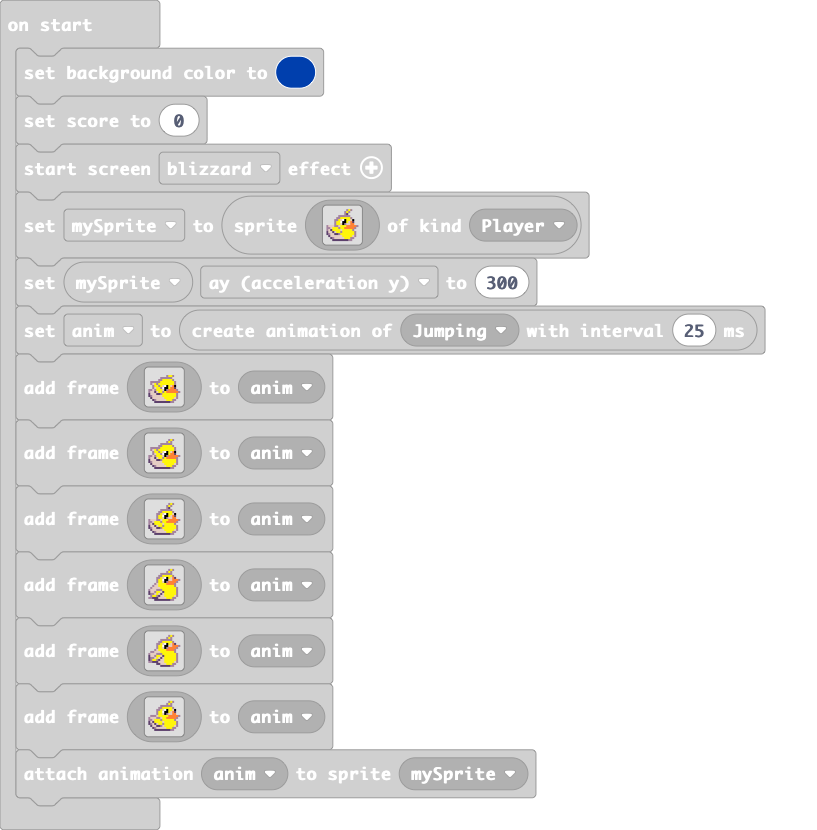 on start
set background color to
set score to 0
start screen blizzard effect
set mySprite to sprite of kind Player
set mySprite ay (acceleration y) to 300
set anim to create animation of Jumping with interval 25 ms
add frame to anim
add frame to anim
add frame to anim
add frame to anim
add frame to anim
add frame to anim
attach animation anim to sprite mySprite